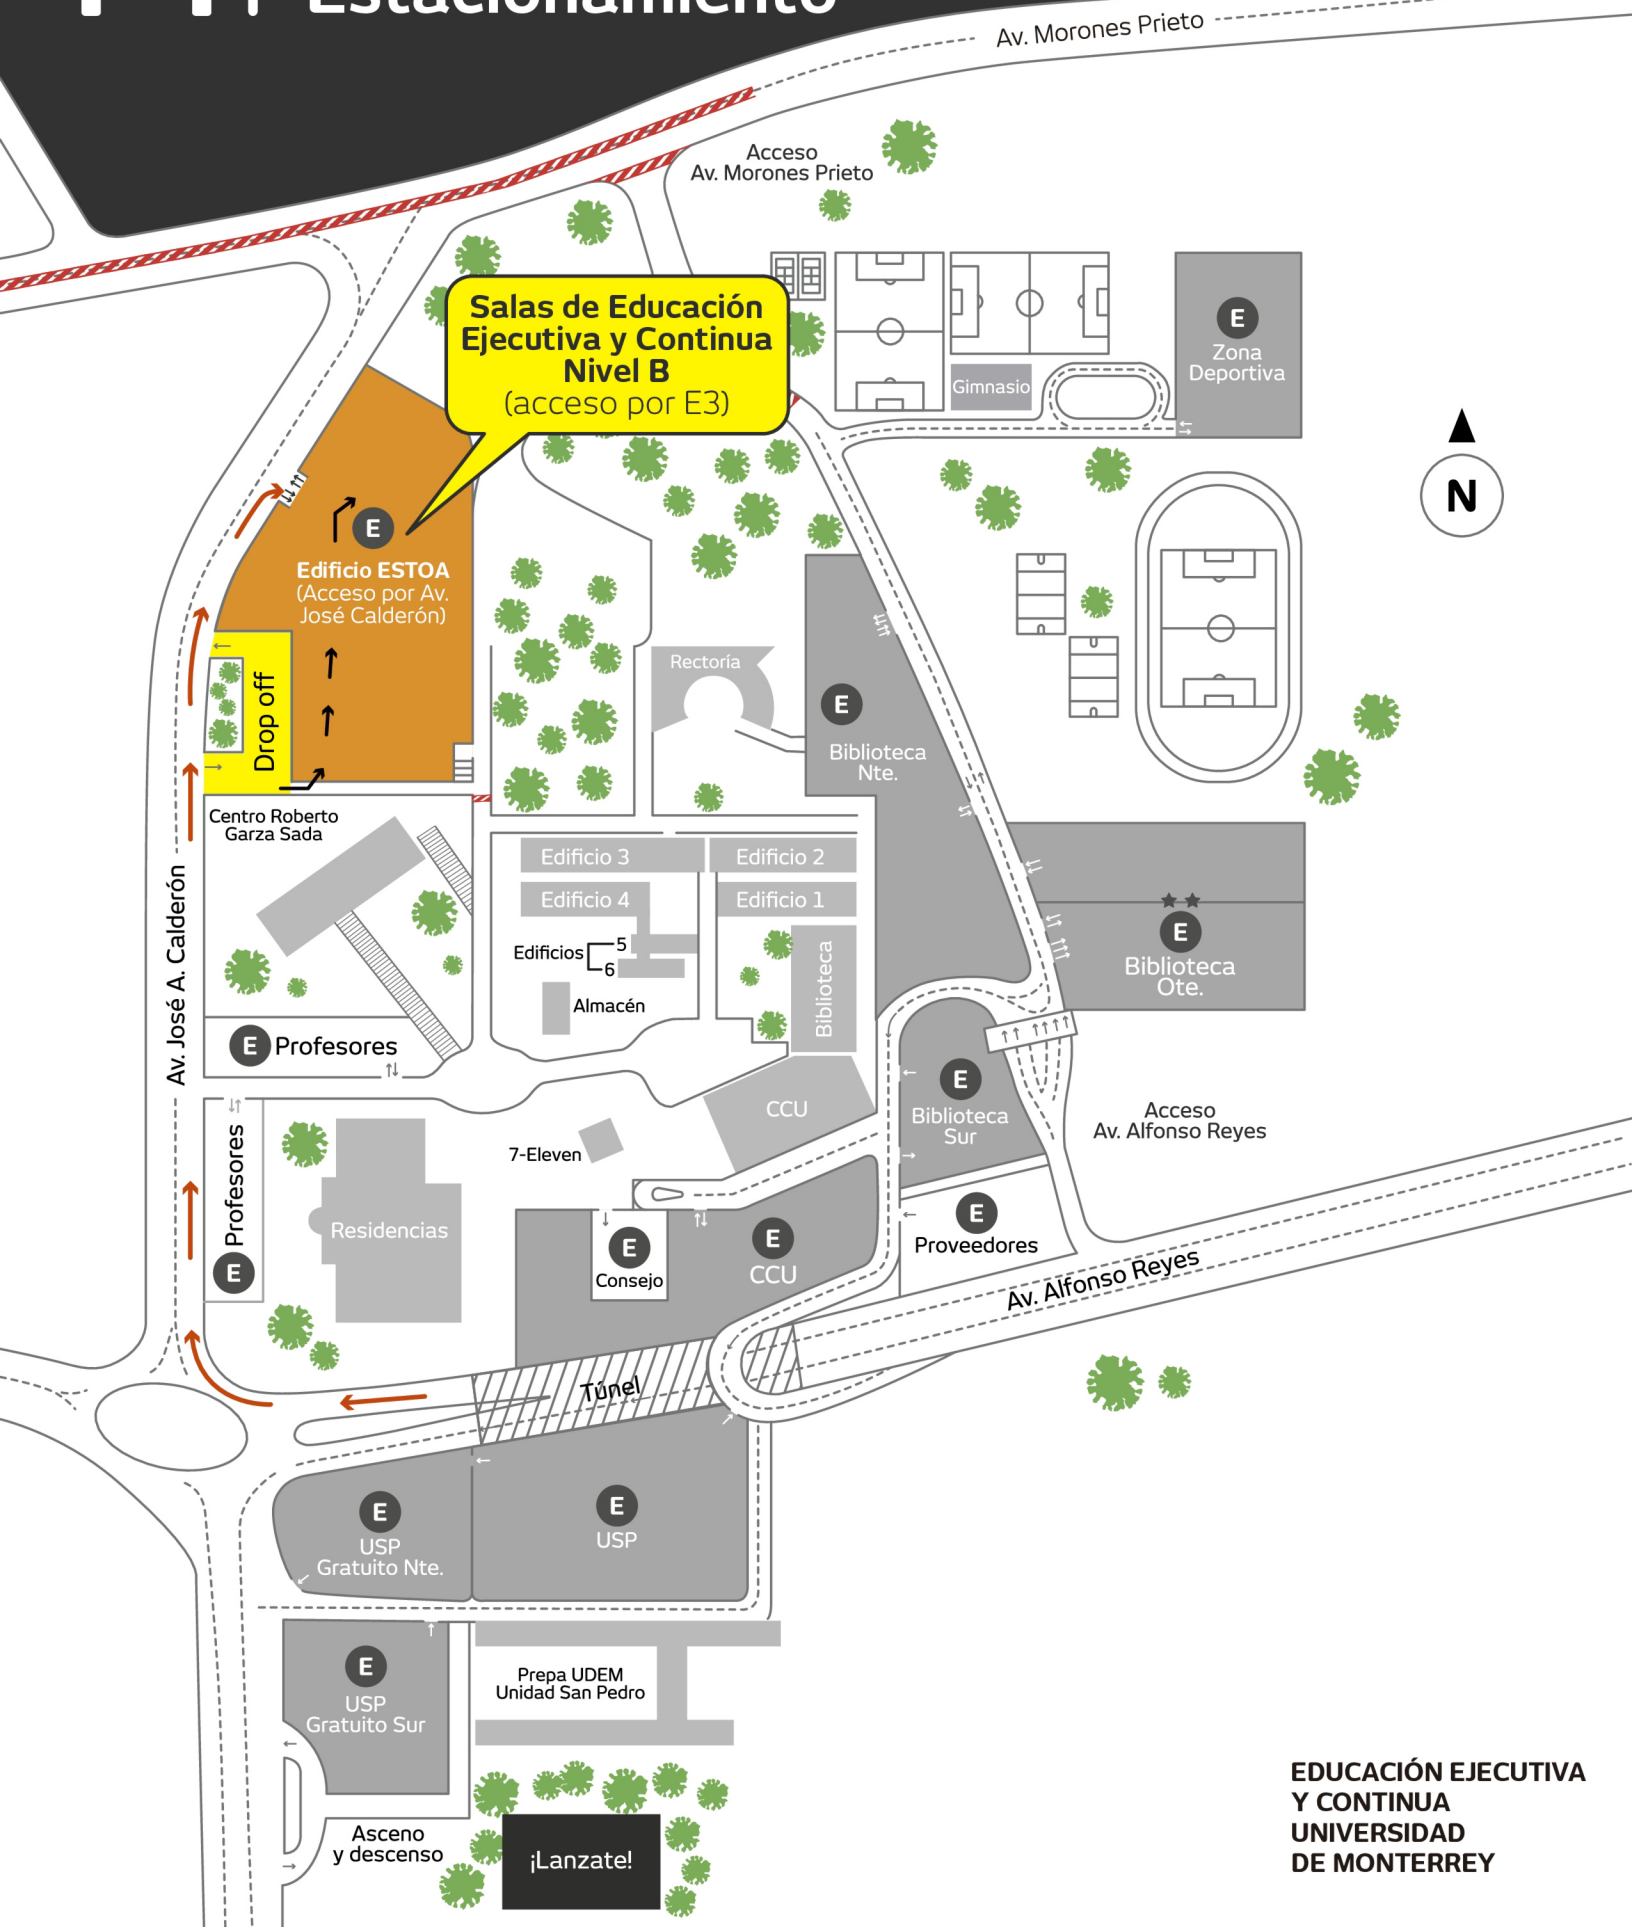 Estacionamiento
Av. Morones Prieto
Acceso
Av. Morones Prieto
Salas de Educación
Ejecutiva y Continua
Nivel B
(acceso por E3)
E
Zona
Deportiva
Gimnasio
N
E
Edificio ESTOA
(Acceso por Av.
José Calderón)
Drop off
Rectoría
E
Biblioteca
Nte.
Centro Roberto
Garza Sada
Av. José A. Calderón
Edificio 3
Edificio 2
Edificio 4
Edificio 1
Edificios
5
6
Almacén
Biblioteca
E
Biblioteca
Ote.
E Profesores
E
Biblioteca
Sur
CCU
Acceso
Av. Alfonso Reyes
7-Eleven
Profesores
E
Residencias
E
Consejo
E
CCU
E
Proveedores
Av. Alfonso Reyes
Túnel
E
USP
Gratuito Nte.
E
USP
E
USP
Gratuito Sur
Prepa UDEM
Unidad San Pedro
Asceno
y descenso
¡Lanzate!
EDUCACIÓN EJECUTIVA
Y CONTINUA
UNIVERSIDAD
DE MONTERREY